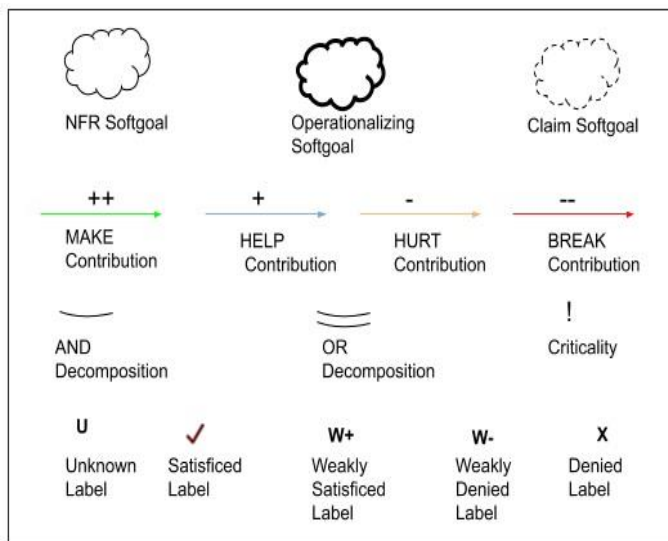 NFR Softgoal
Operationalizing
Softgoal
Claim Softgoal
++
+
-
--
MAKE
Contribution
HELP
Contribution
HURT
Contribution
BREAK
Contribution
AND
Decomposition
OR
Decomposition
!
Criticality
U
Unknown
Label
✓
Satisficed
Label
W+
Weakly
Satisficed
Label
W-
Weakly
Denied
Label
X
Denied
Label